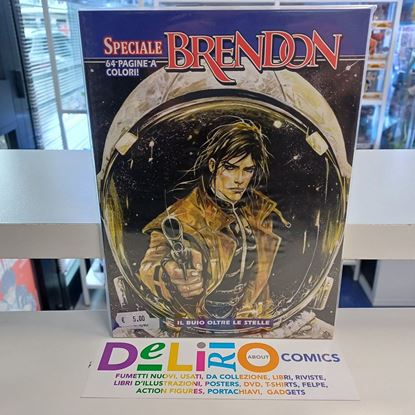 SPECIALE
BRENDON
64 PAGINE A
COLORI!
IL BUIO OLTRE LE STELLE
€ 5,00
DeLiRiO
ABOUT
COMICS
FUMETTI NUOVI, USATI, DA COLLEZIONE, LIBRI, RIVISTE,
LIBRI D'ILLUSTRAZIONI, POSTERS, DVD, T-SHIRTS, FELPE,
ACTION FIGURES, PORTACHIAVI, GADGETS